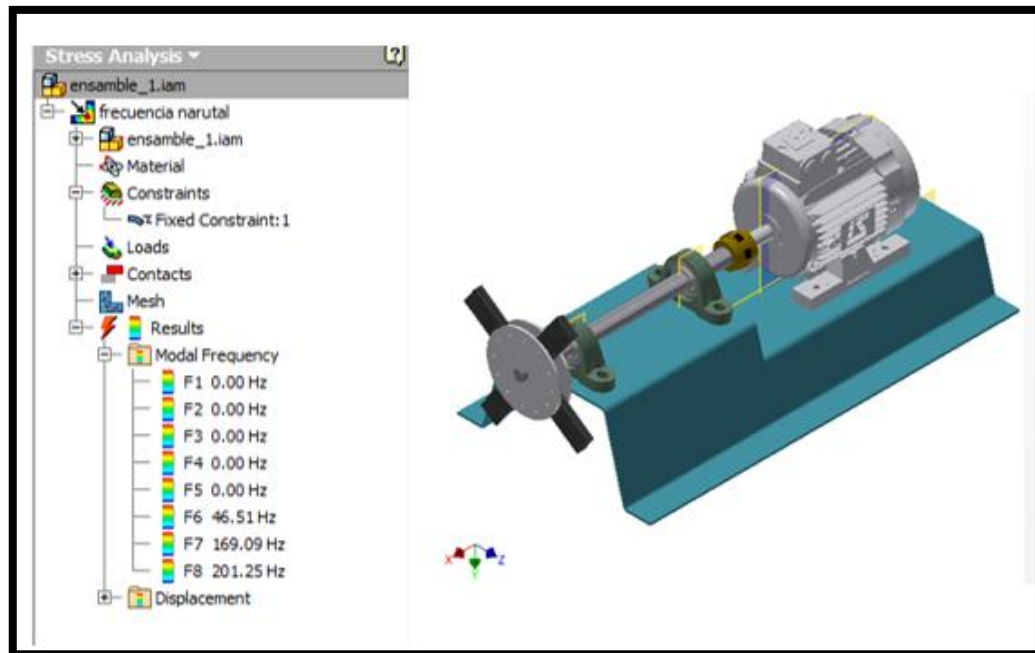 Stress Analysis
ensamble_1.iam
frecuencia narutal
ensamble_1.iam
Material
Constraints
Fixed Constraint:1
Loads
Contacts
Mesh
Results
Modal Frequency
F1 0.00 Hz
F2 0.00 Hz
F3 0.00 Hz
F4 0.00 Hz
F5 0.00 Hz
F6 46.51 Hz
F7 169.09 Hz
F8 201.25 Hz
Displacement
X
Y
Z